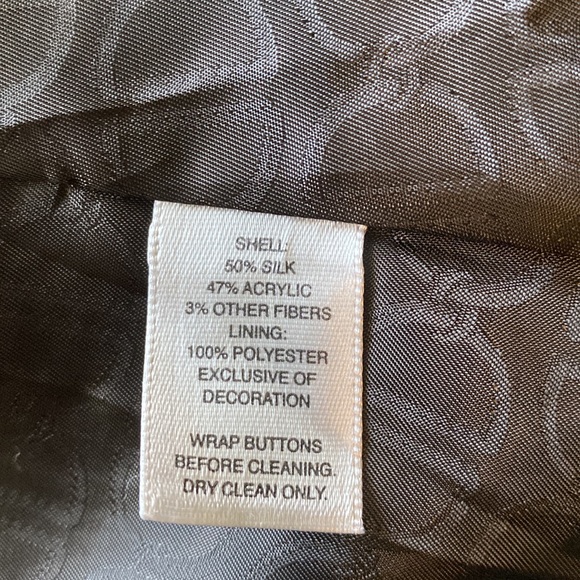 SHELL:
50% SILK
47% ACRYLIC
3% OTHER FIBERS
LINING:
100% POLYESTER
EXCLUSIVE OF
DECORATION
WRAP BUTTONS
BEFORE CLEANING.
DRY CLEAN ONLY.